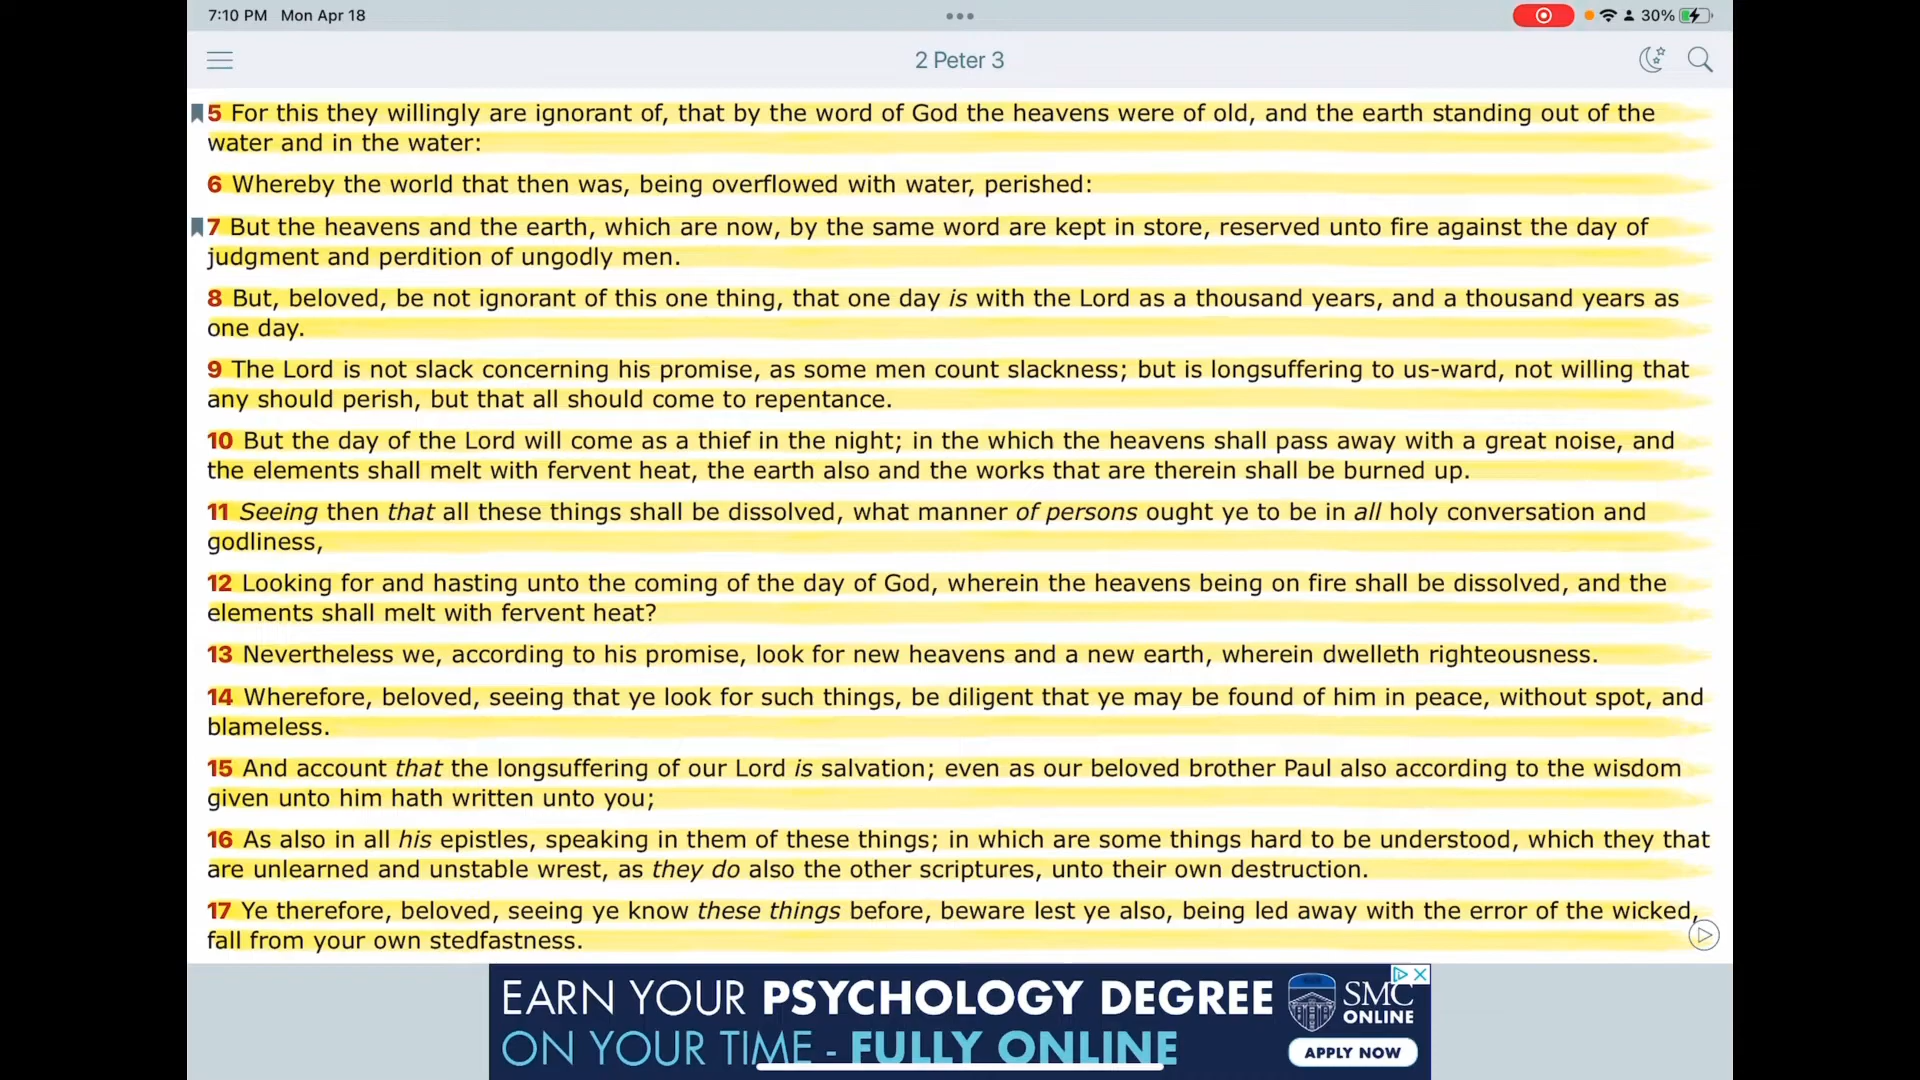 7:10 PM Mon Apr 18
30%
2 Peter 3
5 For this they willingly are ignorant of, that by the word of God the heavens were of old, and the earth standing out of the
water and in the water:
6 Whereby the world that then was, being overflowed with water, perished:
7 But the heavens and the earth, which are now, by the same word are kept in store, reserved unto fire against the day of
judgment and perdition of ungodly men.
8 But, beloved, be not ignorant of this one thing, that one day is with the Lord as a thousand years, and a thousand years as
one day.
9 The Lord is not slack concerning his promise, as some men count slackness; but is longsuffering to us-ward, not willing that
any should perish, but that all should come to repentance.
10 But the day of the Lord will come as a thief in the night; in the which the heavens shall pass away with a great noise, and
the elements shall melt with fervent heat, the earth also and the works that are therein shall be burned up.
11 Seeing then that all these things shall be dissolved, what manner of persons ought ye to be in all holy conversation and
godliness,
12 Looking for and hasting unto the coming of the day of God, wherein the heavens being on fire shall be dissolved, and the
elements shall melt with fervent heat?
13 Nevertheless we, according to his promise, look for new heavens and a new earth, wherein dwelleth righteousness.
14 Wherefore, beloved, seeing that ye look for such things, be diligent that ye may be found of him in peace, without spot, and
blameless.
15 And account that the longsuffering of our Lord is salvation; even as our beloved brother Paul also according to the wisdom
given unto him hath written unto you;
16 As also in all his epistles, speaking in them of these things; in which are some things hard to be understood, which they that
are unlearned and unstable wrest, as they do also the other scriptures, unto their own destruction.
17 Ye therefore, beloved, seeing ye know these things before, beware lest ye also, being led away with the error of the wicked,
fall from your own stedfastness.
EARN YOUR PSYCHOLOGY DEGREE
ON YOUR TIME - FULLY ONLINE
SMC
ONLINE
APPLY NOW